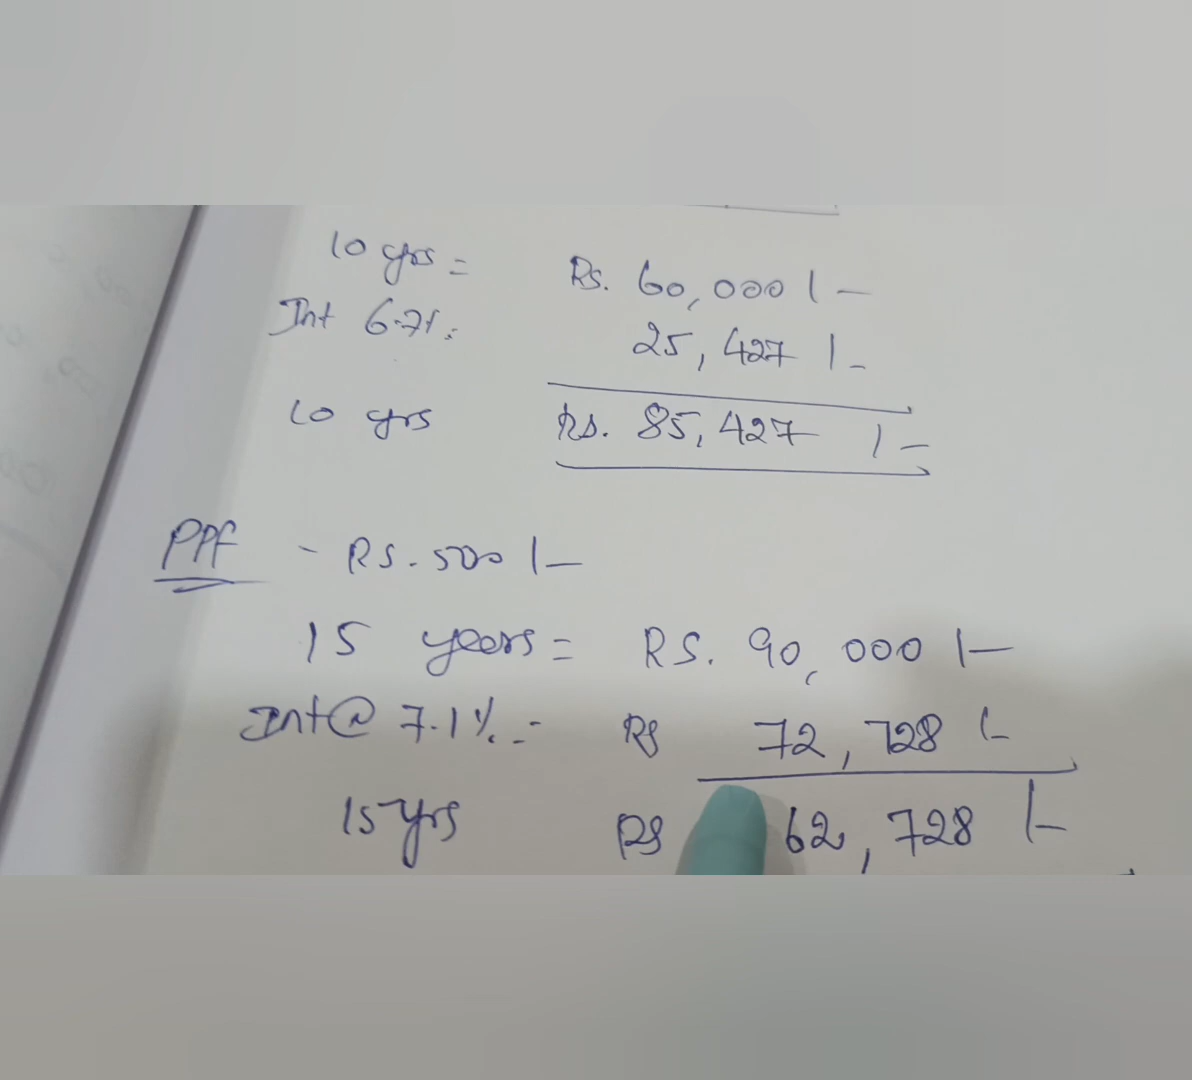 10 yrs = Rs. 60,000 /-
Int 6.7%: 25,427 /-
10 yrs Rs. 85,427 /-
PPF - RS. 500 /-
15 years = RS. 90,000 /-
Int@ 7.1% = Rs 72,728 /-
15 yrs Rs 62,728 /-